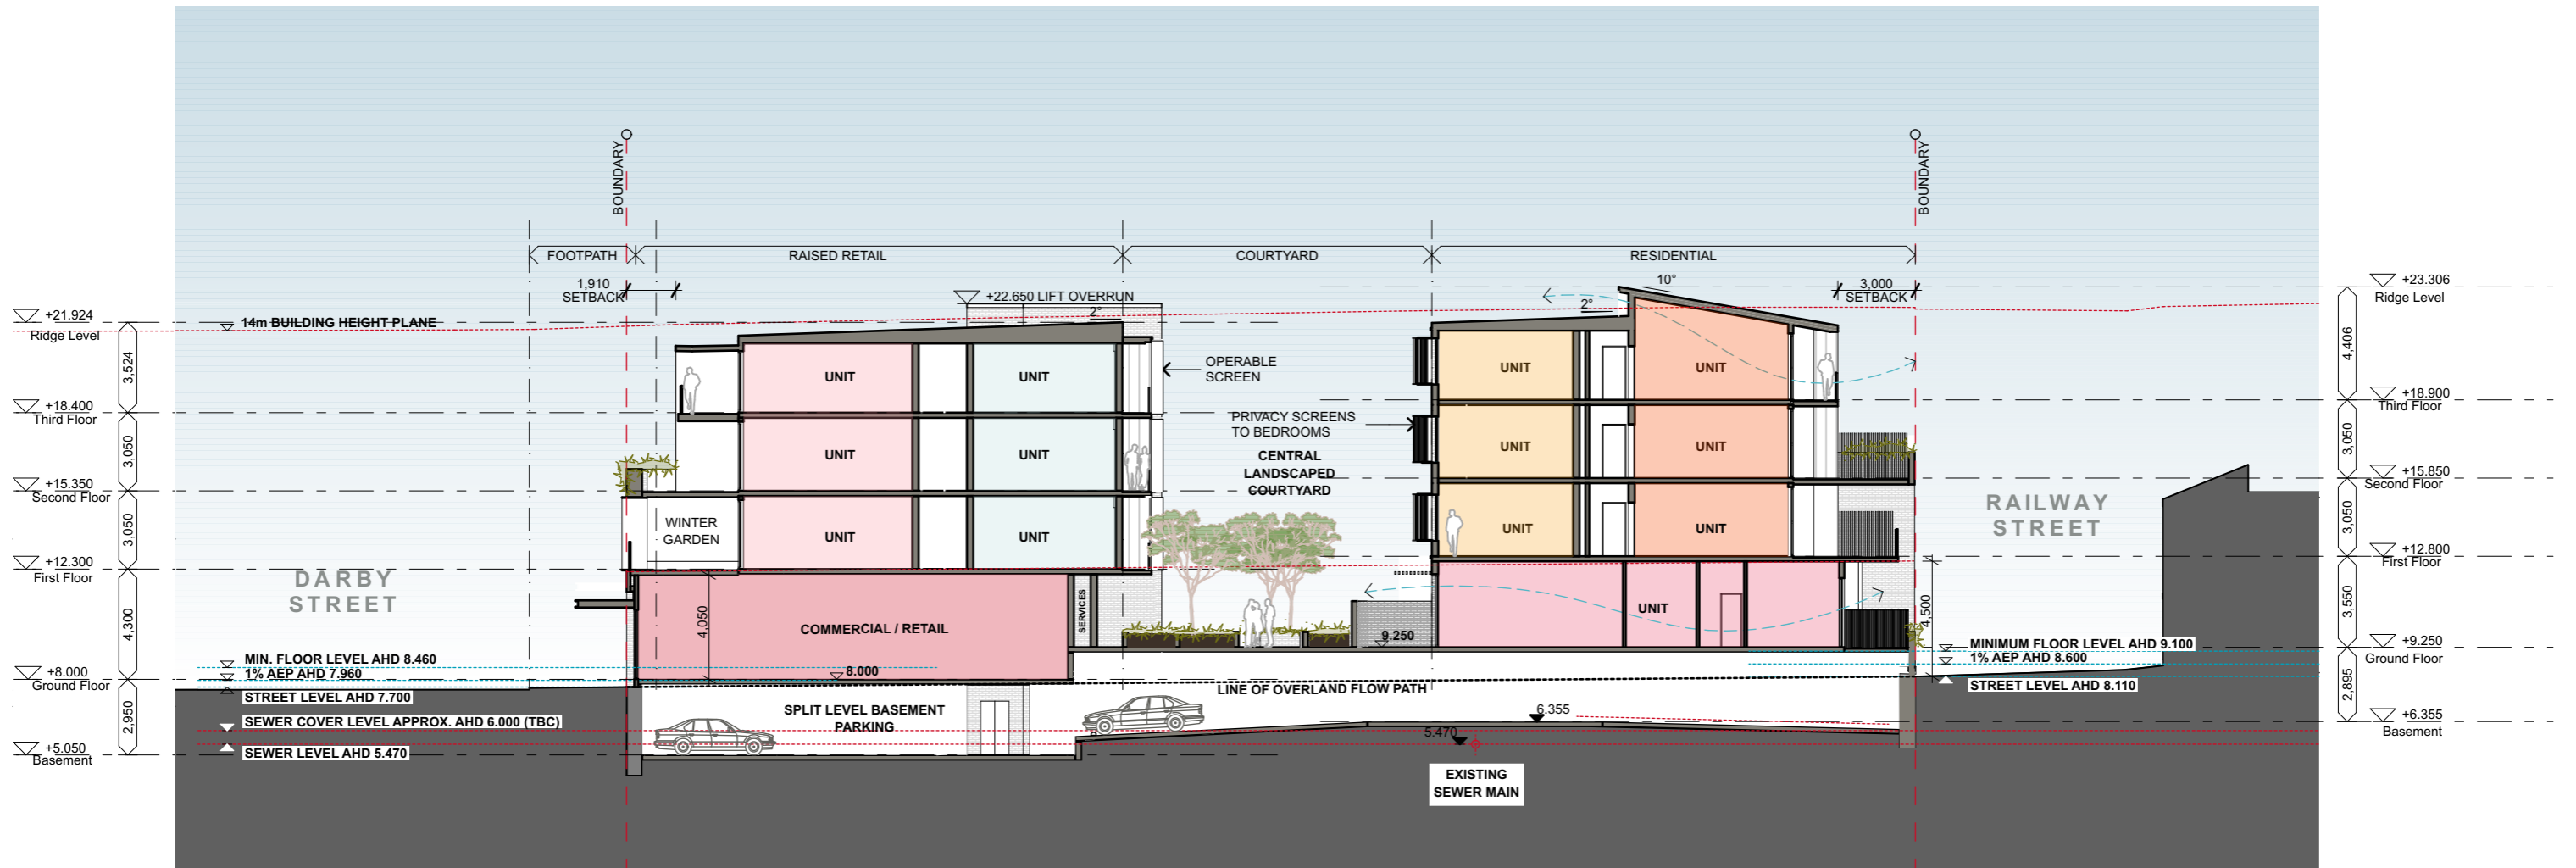 BOUNDARY
BOUNDARY
FOOTPATH
RAISED RETAIL
COURTYARD
RESIDENTIAL
1,910
SETBACK
+22.650 LIFT OVERRUN
2°
2°
10°
3,000
SETBACK
+21.924
Ridge Level
14m BUILDING HEIGHT PLANE
3,524
+18.400
Third Floor
3,050
+15.350
Second Floor
3,050
+12.300
First Floor
4,300
+8.000
Ground Floor
2,950
+5.050
Basement
DARBY
STREET
MIN. FLOOR LEVEL AHD 8.460
1% AEP AHD 7.960
STREET LEVEL AHD 7.700
SEWER COVER LEVEL APPROX. AHD 6.000 (TBC)
SEWER LEVEL AHD 5.470
UNIT
UNIT
UNIT
UNIT
WINTER
GARDEN
UNIT
UNIT
4,050
COMMERCIAL / RETAIL
SERVICES
8.000
SPLIT LEVEL BASEMENT
PARKING
OPERABLE
SCREEN
PRIVACY SCREENS
TO BEDROOMS
CENTRAL
LANDSCAPED
COURTYARD
9.250
LINE OF OVERLAND FLOW PATH
6.355
5.470
EXISTING
SEWER MAIN
UNIT
UNIT
UNIT
UNIT
UNIT
UNIT
UNIT
4,500
RAILWAY
STREET
MINIMUM FLOOR LEVEL AHD 9.100
1% AEP AHD 8.600
STREET LEVEL AHD 8.110
+23.306
Ridge Level
4,406
+18.900
Third Floor
3,050
+15.850
Second Floor
3,050
+12.800
First Floor
3,550
+9.250
Ground Floor
2,895
+6.355
Basement